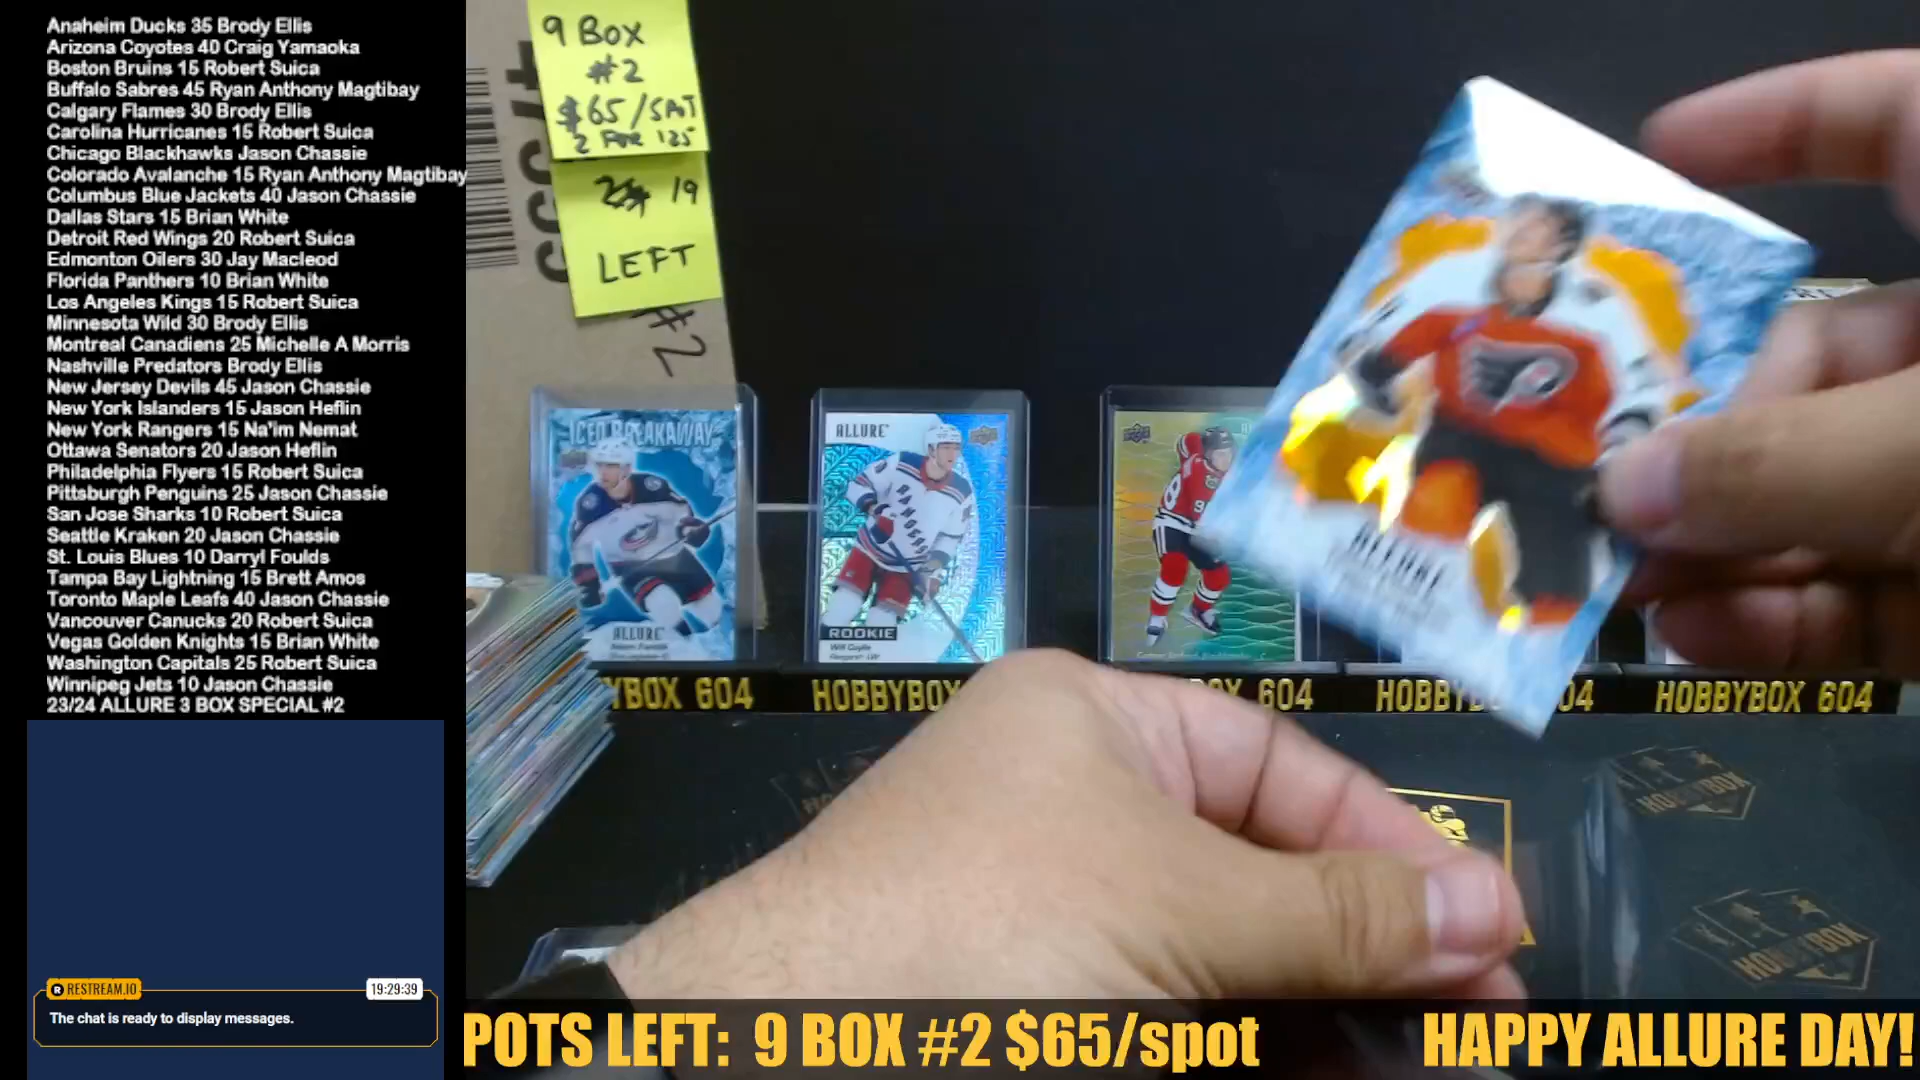 Anaheim Ducks 35 Brody Ellis
Arizona Coyotes 40 Craig Yamaoka
Boston Bruins 15 Robert Suica
Buffalo Sabres 45 Ryan Anthony Magtibay
Calgary Flames 30 Brody Ellis
Carolina Hurricanes 15 Robert Suica
Chicago Blackhawks Jason Chassie
Colorado Avalanche 15 Ryan Anthony Magtibay
Columbus Blue Jackets 40 Jason Chassie
Dallas Stars 15 Brian White
Detroit Red Wings 20 Robert Suica
Edmonton Oilers 30 Jay Macleod
Florida Panthers 10 Brian White
Los Angeles Kings 15 Robert Suica
Minnesota Wild 30 Brody Ellis
Montreal Canadiens 25 Michelle A Morris
Nashville Predators Brody Ellis
New Jersey Devils 45 Jason Chassie
New York Islanders 15 Jason Heflin
New York Rangers 15 Na'im Nemat
Ottawa Senators 20 Jason Heflin
Philadelphia Flyers 15 Robert Suica
Pittsburgh Penguins 25 Jason Chassie
San Jose Sharks 10 Robert Suica
Seattle Kraken 20 Jason Chassie
St. Louis Blues 10 Darryl Foulds
Tampa Bay Lightning 15 Brett Amos
Toronto Maple Leafs 40 Jason Chassie
Vancouver Canucks 20 Robert Suica
Vegas Golden Knights 15 Brian White
Washington Capitals 25 Robert Suica
Winnipeg Jets 10 Jason Chassie
23/24 ALLURE 3 BOX SPECIAL #2
RESTREAM.IO
19:29:39
The chat is ready to display messages.
9 BOX
#2
$65/SPOT
2 FOR 125
19
LEFT
#2
ICED BREAKAWAY
ALLURE
ALLURE
ROOKIE
Will Cuylle
YBOX 604
HOBBYBOX
BOX 604
HOBBYB
04
HOBBYBOX 604
HOBBYBOX
HOBBYBOX
POTS LEFT: 9 BOX #2 $65/spot
HAPPY ALLURE DAY!